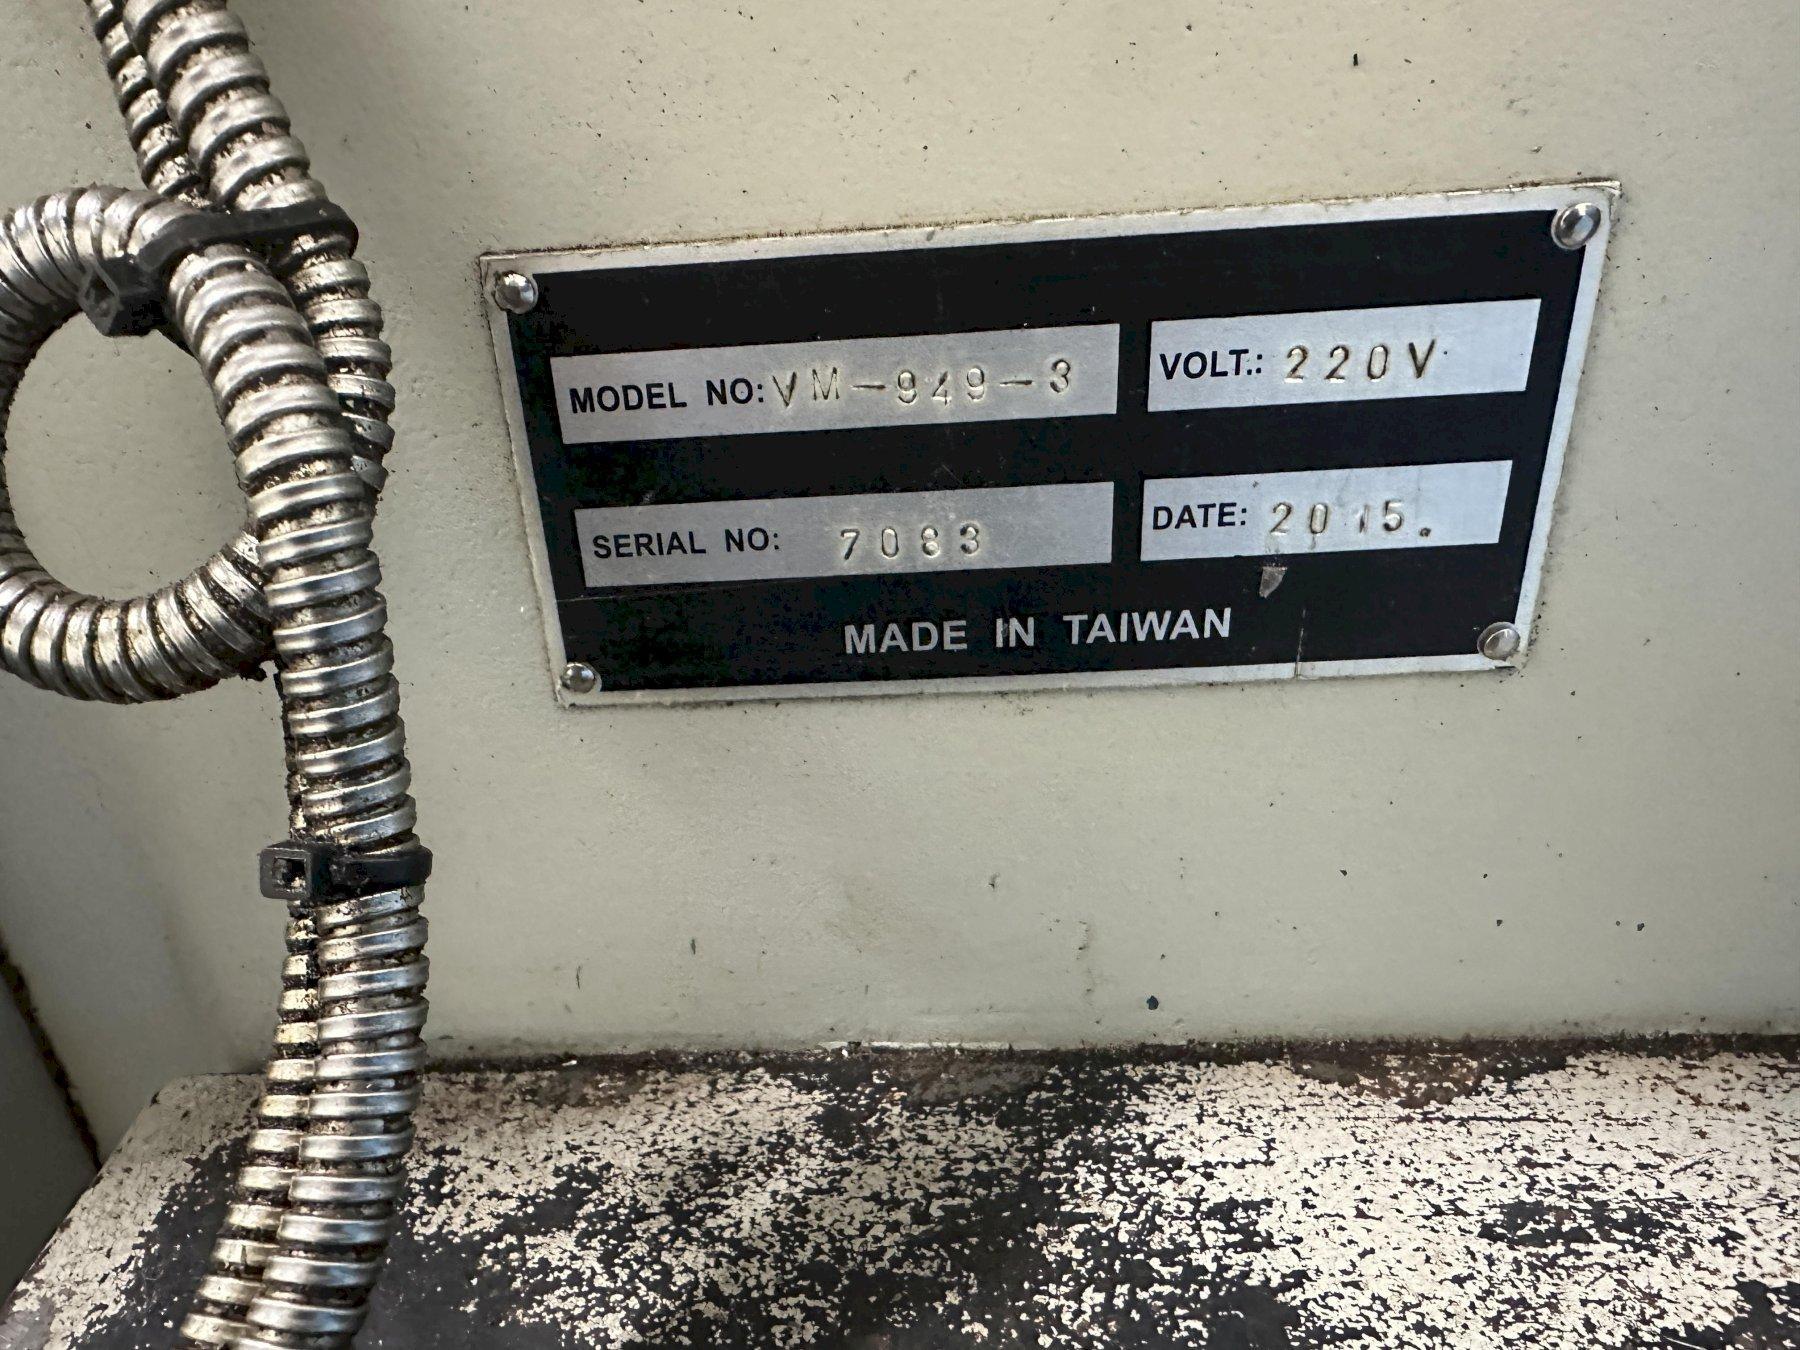 MODEL NO: VM-949-3
VOLT.: 220V
SERIAL NO: 7083
DATE: 2015.
MADE IN TAIWAN